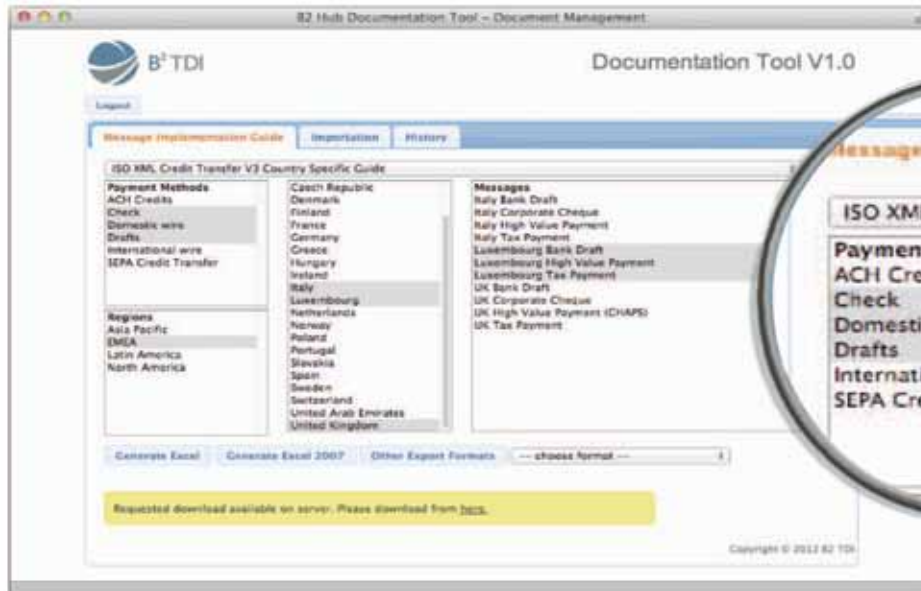 B2 Hub Documentation Tool – Document Management
B² TDI
Documentation Tool V1.0
Logout
Message Implementation Guide
Importation
History
ISO XML Credit Transfer V3 Country Specific Guide
Payment Methods
ACH Credits
Check
Domestic wire
Drafts
International wire
SEPA Credit Transfer
Regions
Asia Pacific
EMEA
Latin America
North America
Czech Republic
Denmark
Finland
France
Germany
Greece
Hungary
Ireland
Italy
Luxembourg
Netherlands
Norway
Poland
Portugal
Slovakia
Spain
Sweden
Switzerland
United Arab Emirates
United Kingdom
Messages
Italy Bank Draft
Italy Corporate Cheque
Italy High Value Payment
Italy Tax Payment
Luxembourg Bank Draft
Luxembourg High Value Payment
Luxembourg Tax Payment
UK Bank Draft
UK Corporate Cheque
UK High Value Payment (CHAPS)
UK Tax Payment
Generate Excel
Generate Excel 2007
Other Export Formats
-- choose format --
Requested download available on server. Please download from here.
Copyright © 2012 B2 TDI
Message
ISO XM
Paymen
ACH Cre
Check
Domesti
Drafts
Internati
SEPA Cre